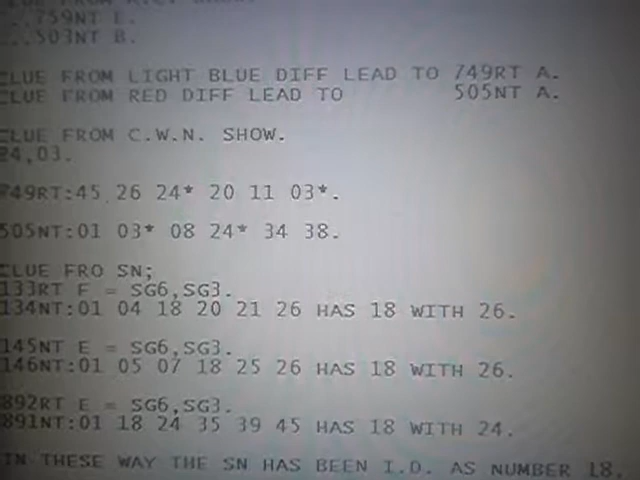 ...759NT E.
...503NT B.
CLUE FROM LIGHT BLUE DIFF LEAD TO 749RT A.
CLUE FROM RED DIFF LEAD TO 505NT A.
CLUE FROM C.W.N. SHOW.
24,03.
749RT:45 26 24* 20 11 03*.
505NT:01 03* 08 24* 34 38.
CLUE FRO SN;
133RT F = SG6,SG3.
134NT:01 04 18 20 21 26 HAS 18 WITH 26.
145NT E = SG6,SG3.
146NT:01 05 07 18 25 26 HAS 18 WITH 26.
892RT E = SG6,SG3.
891NT:01 18 24 35 39 45 HAS 18 WITH 24.
IN THESE WAY THE SN HAS BEEN I.D. AS NUMBER 18.